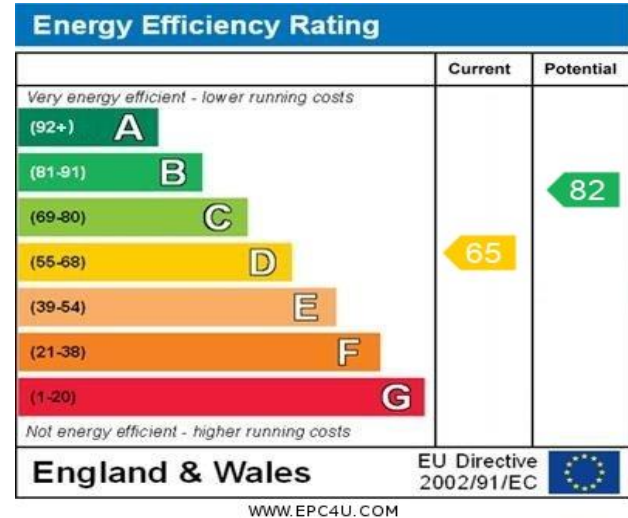 Energy Efficiency Rating
Current Potential
Very energy efficient - lower running costs
(92+) A
(81-91) B
82
(69-80) C
(55-68) D
65
(39-54) E
(21-38) F
(1-20) G
Not energy efficient - higher running costs
England & Wales
EU Directive
2002/91/EC
WWW.EPC4U.COM